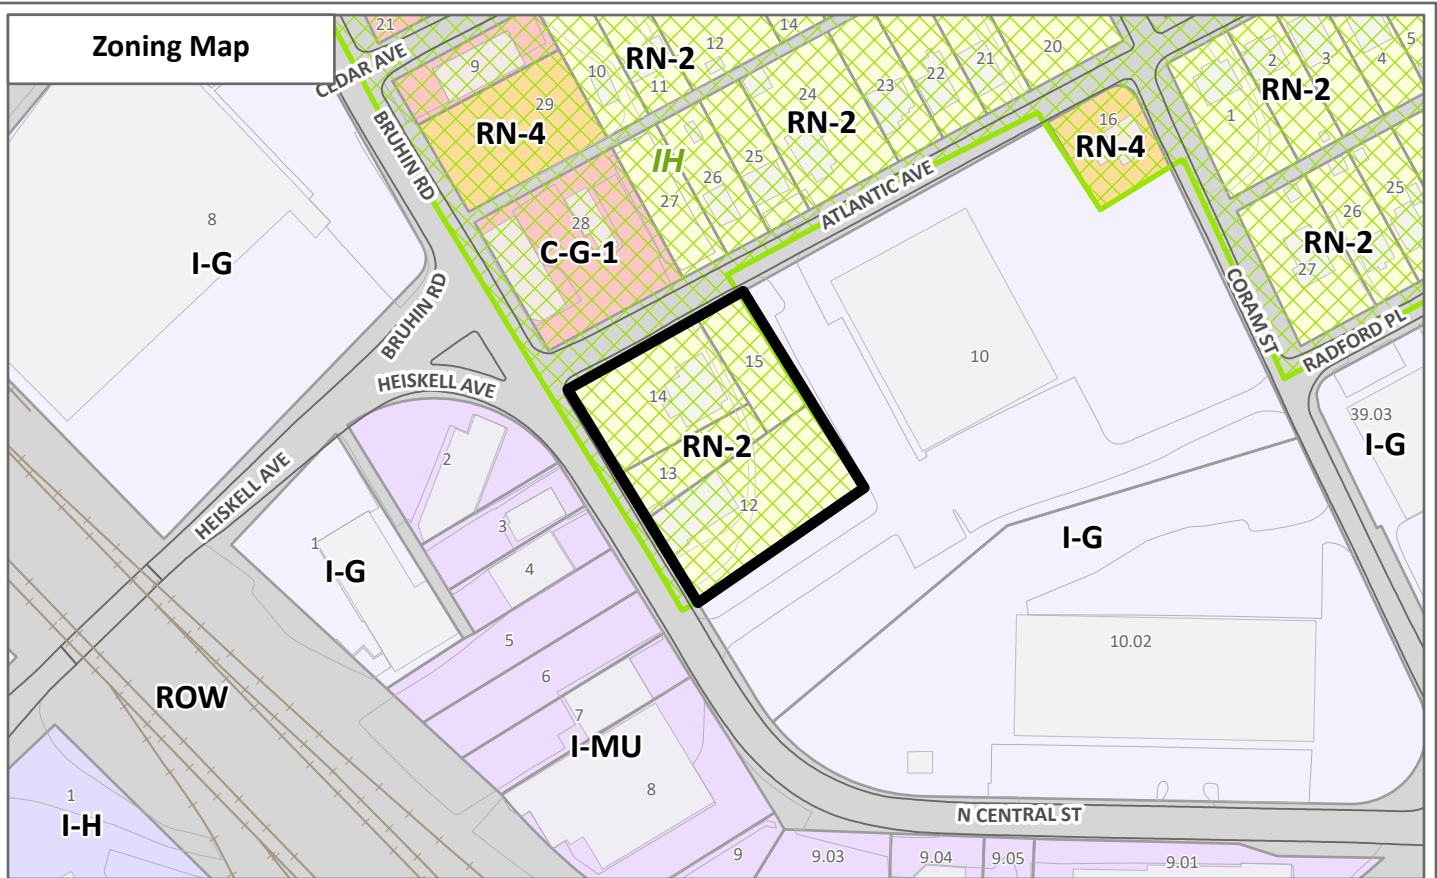 Zoning Map
21
14
CEDAR AVE
9
10
RN-2
12
11
20
21
22
23
24
RN-2
2
3
4
5
RN-2
1
29
RN-4
BRUHIN RD
IH
25
26
27
16
RN-4
ATLANTIC AVE
28
C-G-1
8
I-G
25
26
RN-2
27
CORAM ST
RADFORD PL
BRUHIN RD
HEISKELL AVE
10
15
14
RN-2
13
12
39.03
I-G
HEISKELL AVE
2
3
4
1
I-G
I-G
5
6
7
I-MU
8
10.02
ROW
1
I-H
N CENTRAL ST
9
9.03
9.04
9.05
9.01